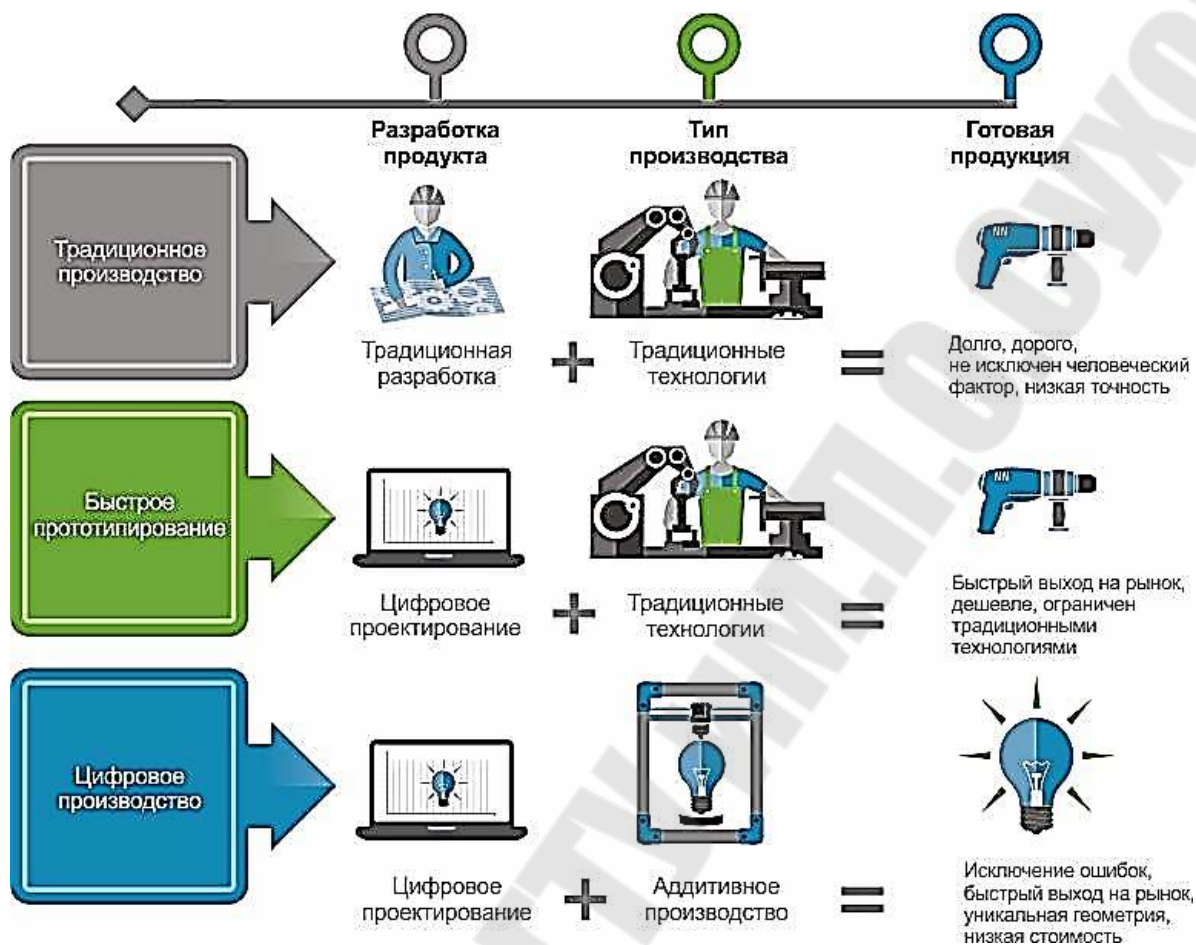 Разработка
продукта
Тип
производства
Готовая
продукция
Традиционное
производство
NN
Традиционная
разработка
+
Традиционные
технологии
=
Долго, дорого,
не исключен человеческий
фактор, низкая точность
Быстрое
прототипирование
NN
Цифровое
проектирование
+
Традиционные
технологии
=
Быстрый выход на рынок,
дешевле, ограничен
традиционными
технологиями
Цифровое
производство
Цифровое
проектирование
+
Аддитивное
производство
=
Исключение ошибок,
быстрый выход на рынок,
уникальная геометрия,
низкая стоимость